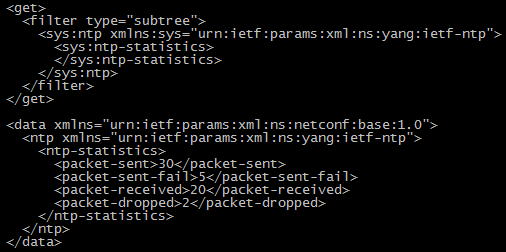 <get>
  <filter type="subtree">
    <sys:ntp xmlns:sys="urn:ietf:params:xml:ns:yang:ietf-ntp">
      <sys:ntp-statistics>
      </sys:ntp-statistics>
    </sys:ntp>
  </filter>
</get>

<data xmlns="urn:ietf:params:xml:ns:netconf:base:1.0">
  <ntp xmlns="urn:ietf:params:xml:ns:yang:ietf-ntp">
    <ntp-statistics>
      <packet-sent>30</packet-sent>
      <packet-sent-fail>5</packet-sent-fail>
      <packet-received>20</packet-received>
      <packet-dropped>2</packet-dropped>
    </ntp-statistics>
  </ntp>
</data>